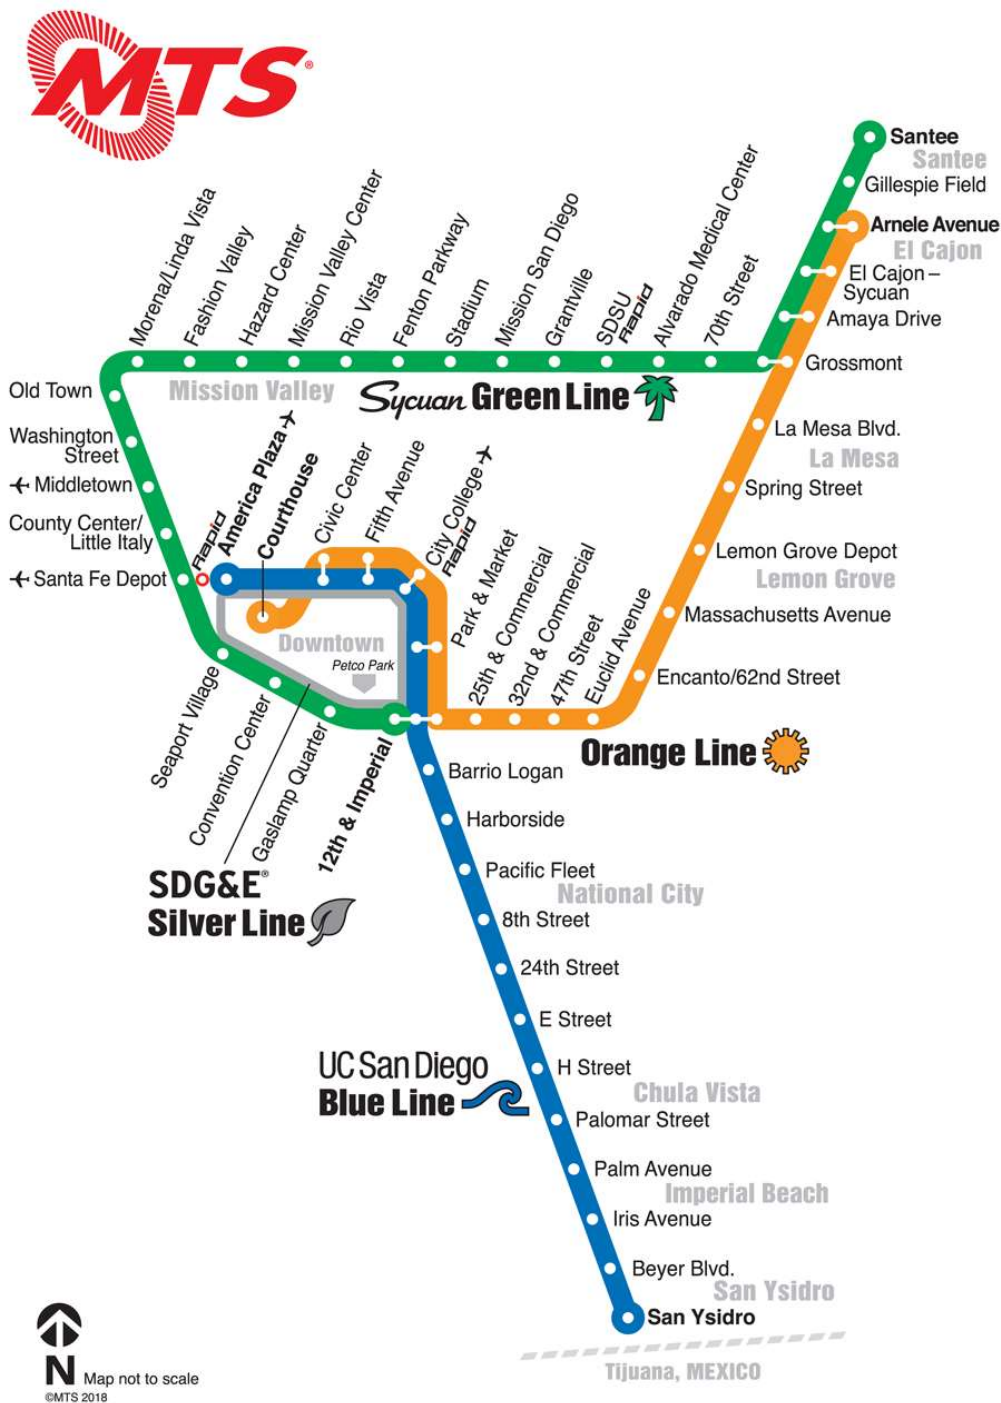 MTS®
Santee
Santee
Gillespie Field
Arnele Avenue
El Cajon
El Cajon –
Sycuan
Amaya Drive
Grossmont
Morena/Linda Vista
Fashion Valley
Hazard Center
Mission Valley Center
Rio Vista
Fenton Parkway
Stadium
Mission San Diego
Grantville
SDSU
Rapid
Alvarado Medical Center
70th Street
Old Town
Mission Valley
Sycuan Green Line
Washington
Street
Middletown
County Center/
Little Italy
Santa Fe Depot
Rapid
America Plaza
Courthouse
Civic Center
Fifth Avenue
City College
Rapid
Park & Market
25th & Commercial
32nd & Commercial
47th Street
Euclid Avenue
La Mesa Blvd.
La Mesa
Spring Street
Lemon Grove Depot
Lemon Grove
Massachusetts Avenue
Encanto/62nd Street
Downtown
Petco Park
Seaport Village
Convention Center
Gaslamp Quarter
12th & Imperial
Orange Line
SDG&E®
Silver Line
Barrio Logan
Harborside
Pacific Fleet
National City
8th Street
24th Street
E Street
UC San Diego
Blue Line
H Street
Chula Vista
Palomar Street
Palm Avenue
Imperial Beach
Iris Avenue
Beyer Blvd.
San Ysidro
San Ysidro
Tijuana, MEXICO
N Map not to scale
©MTS 2018